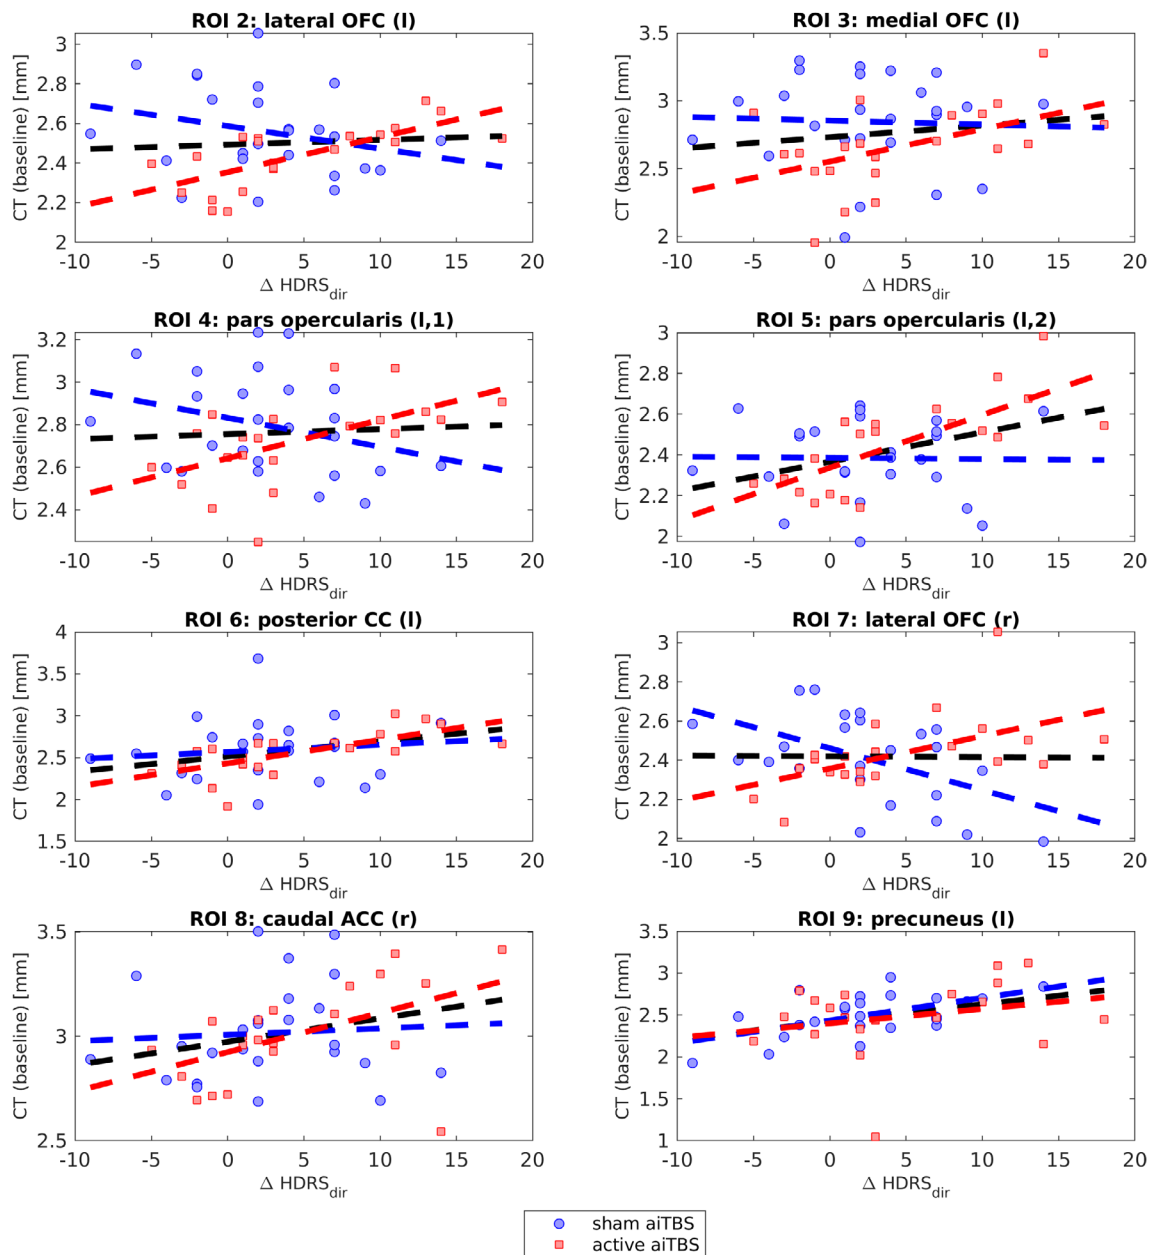 ROI 2: lateral OFC (l)
CT (baseline) [mm]
3
2.8
2.6
2.4
2.2
2
-10 -5 0 5 10 15 20
Δ HDRSdir
ROI 3: medial OFC (l)
CT (baseline) [mm]
3.5
3
2.5
2
-10 -5 0 5 10 15 20
Δ HDRSdir
ROI 4: pars opercularis (l,1)
CT (baseline) [mm]
3.2
3
2.8
2.6
2.4
-10 -5 0 5 10 15 20
Δ HDRSdir
ROI 5: pars opercularis (l,2)
CT (baseline) [mm]
3
2.8
2.6
2.4
2.2
2
-10 -5 0 5 10 15 20
Δ HDRSdir
ROI 6: posterior CC (l)
CT (baseline) [mm]
4
3.5
3
2.5
2
1.5
-10 -5 0 5 10 15 20
Δ HDRSdir
ROI 7: lateral OFC (r)
CT (baseline) [mm]
3
2.8
2.6
2.4
2.2
2
-10 -5 0 5 10 15 20
Δ HDRSdir
ROI 8: caudal ACC (r)
CT (baseline) [mm]
3.5
3
2.5
-10 -5 0 5 10 15 20
Δ HDRSdir
ROI 9: precuneus (l)
CT (baseline) [mm]
3.5
3
2.5
2
1.5
1
-10 -5 0 5 10 15 20
Δ HDRSdir
sham aiTBS
active aiTBS